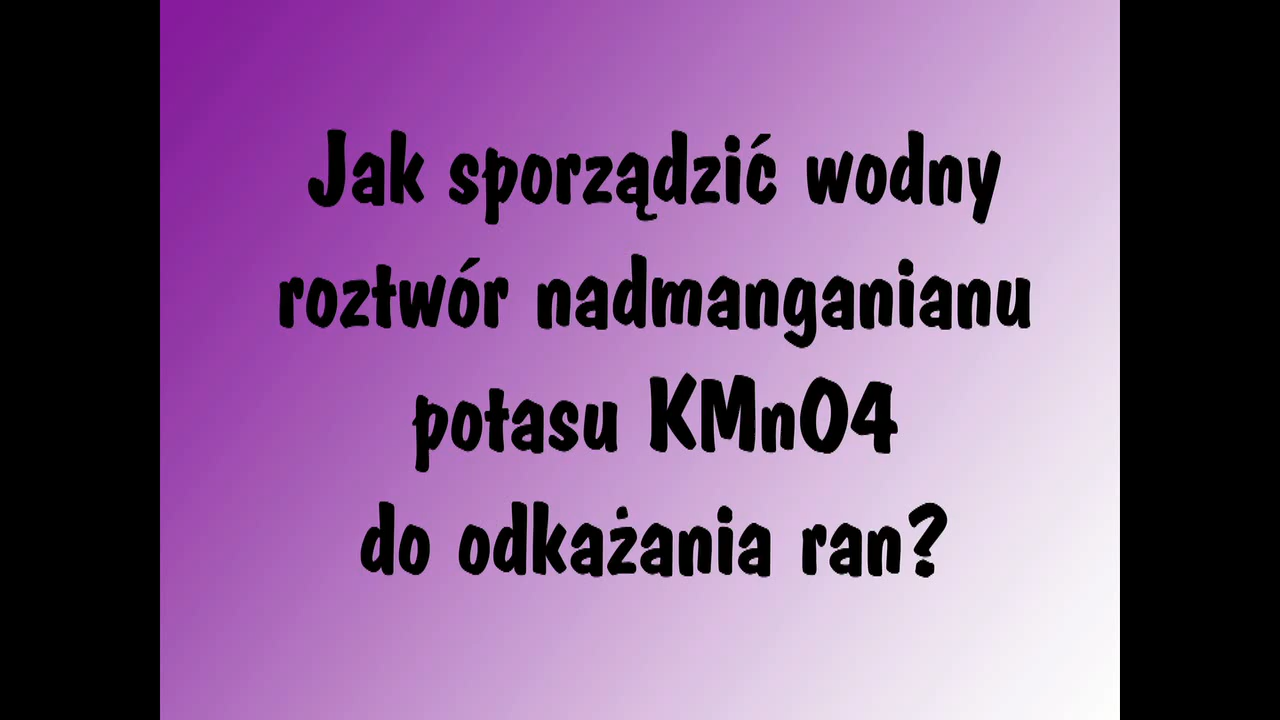 Jak sporządzić wodny
roztwór nadmanganianu
potasu KMnO4
do odkażania ran?